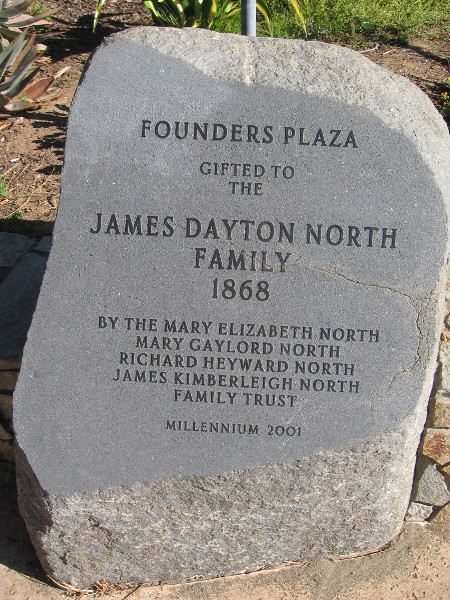 FOUNDERS PLAZA
GIFTED TO
THE
JAMES DAYTON NORTH
FAMILY
1868
BY THE MARY ELIZABETH NORTH
MARY GAYLORD NORTH
RICHARD HEYWARD NORTH
JAMES KIMBERLEIGH NORTH
FAMILY TRUST
MILLENNIUM 2001